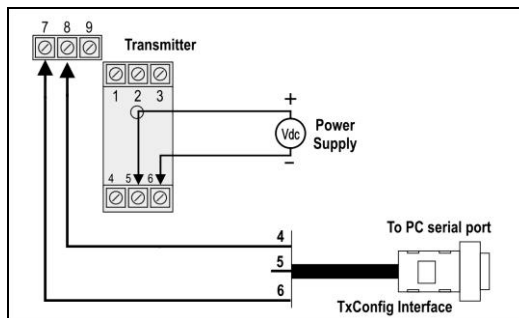 7 8 9
Transmitter
1 2 3
+
Vdc
Power
Supply
−
4 5 6
4
5
6
To PC serial port
TxConfig Interface